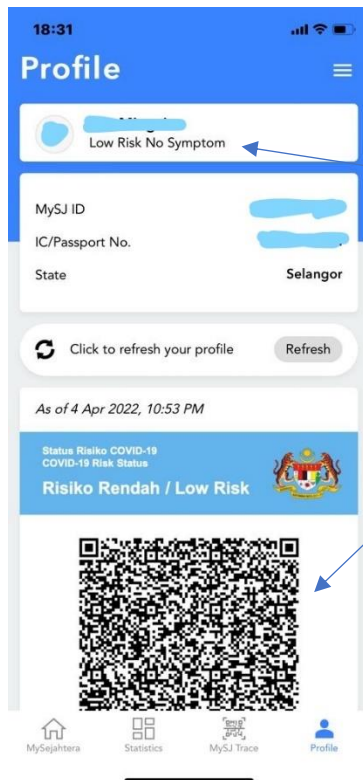 18:31
Profile
Low Risk No Symptom
MySJ ID
IC/Passport No.
State Selangor
Click to refresh your profile Refresh
As of 4 Apr 2022, 10:53 PM
Status Risiko COVID-19
COVID-19 Risk Status
Risiko Rendah / Low Risk
MySejahtera Statistics MySJ Trace Profile